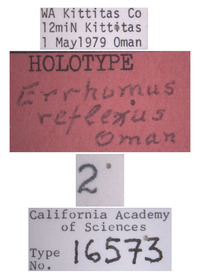 WA Kittitas Co
12miN Kittitas
1 May1979 Oman
HOLOTYPE
Errhomus
reflexus
Oman
2
California Academy
of Sciences
Type
No. 16573